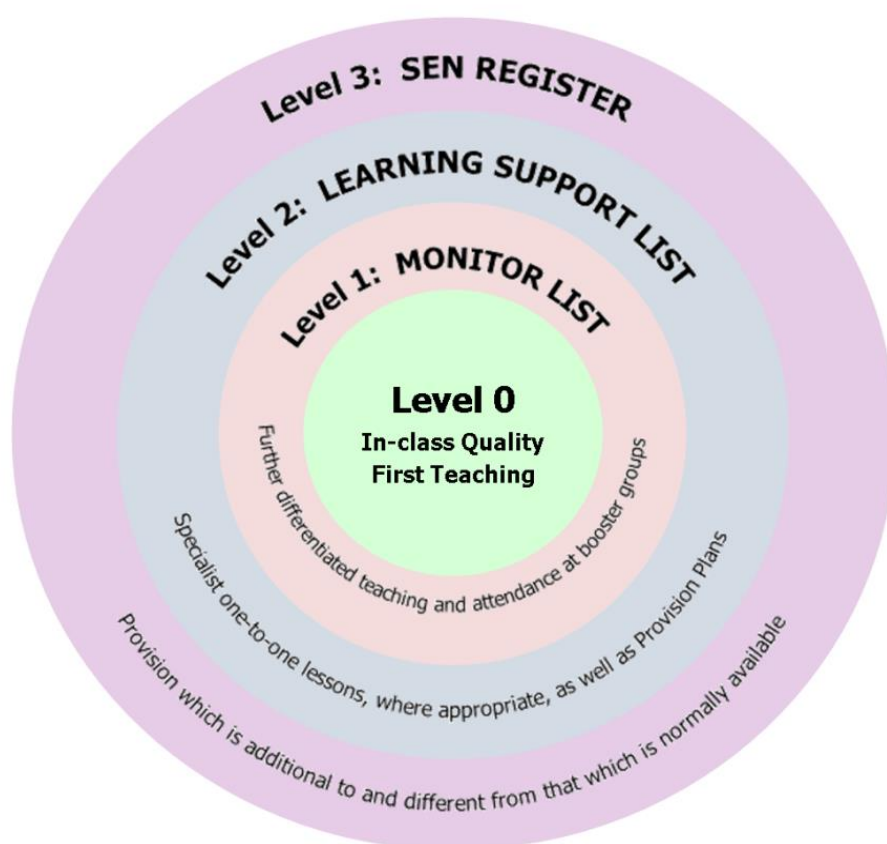 Level 3: SEN REGISTER
Level 2: LEARNING SUPPORT LIST
Level 1: MONITOR LIST
Level 0
In-class Quality
First Teaching
Further differentiated teaching and attendance at booster groups
Specialist one-to-one lessons, where appropriate, as well as Provision Plans
Provision which is additional to and different from that which is normally available